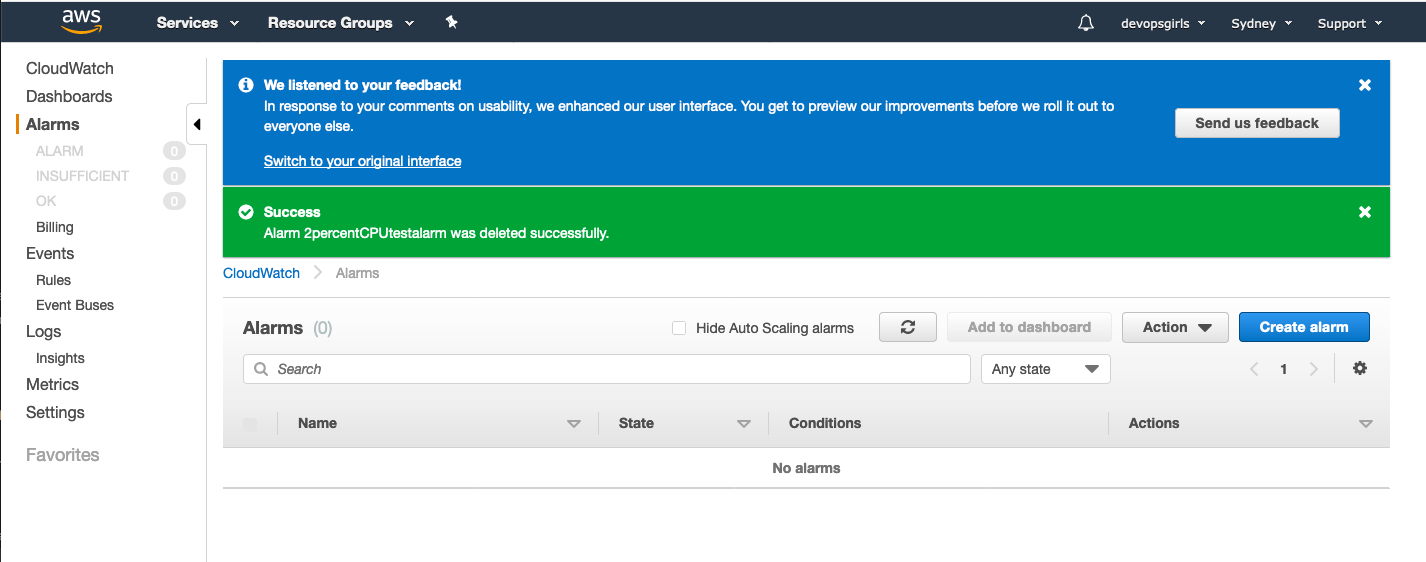 aws Services Resource Groups devopsgirls Sydney Support
CloudWatch
Dashboards
Alarms
ALARM 0
INSUFFICIENT 0
OK 0
Billing
Events
Rules
Event Buses
Logs
Insights
Metrics
Settings
Favorites
We listened to your feedback!
In response to your comments on usability, we enhanced our user interface. You get to preview our improvements before we roll it out to
everyone else.
Switch to your original interface
Send us feedback
Success
Alarm 2percentCPUtestalarm was deleted successfully.
CloudWatch Alarms
Alarms (0) Hide Auto Scaling alarms Add to dashboard Action Create alarm
Search Any state 1
Name State Conditions Actions
No alarms